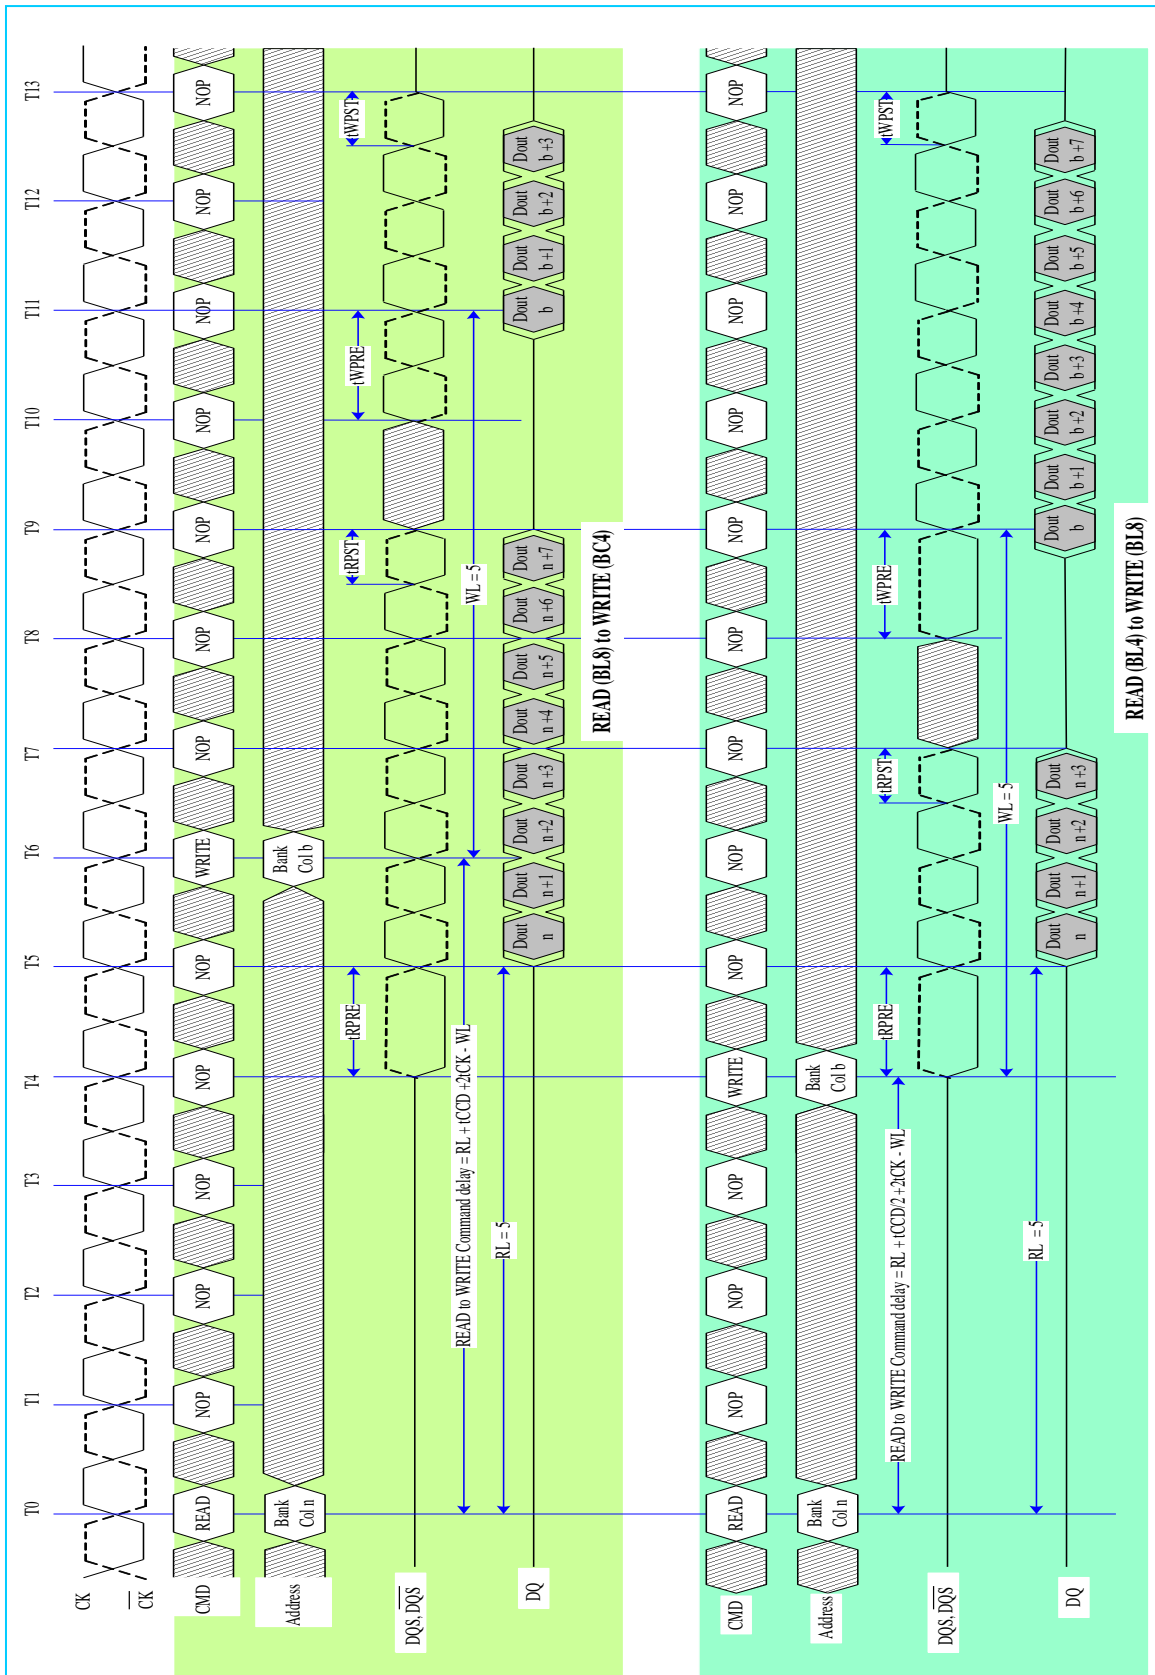 T0 T1 T2 T3 T4 T5 T6 T7 T8 T9 T10 T11 T12 T13
CK
CK
CMD READ NOP NOP NOP NOP NOP WRITE NOP NOP NOP NOP NOP NOP NOP
Address Bank Col n Bank Col b
tRPRE tRPST tWPRE tWPST
DQS, DQS
READ to WRITE Command delay = RL + tCCD +2tCK - WL
WL = 5
RL = 5
DQ Dout n Dout n+1 Dout n+2 Dout n+3 Dout n+4 Dout n+5 Dout n+6 Dout n+7 Dout b Dout b+1 Dout b+2 Dout b+3
READ (BL8) to WRITE (BC4)
CMD READ NOP NOP NOP WRITE NOP NOP NOP NOP NOP NOP NOP NOP NOP
Address Bank Col n Bank Col b
tRPRE tRPST tWPRE tWPST
READ to WRITE Command delay = RL + tCCD/2 + 2tCK - WL
DQS, DQS
WL = 5
RL = 5
DQ Dout n Dout n+1 Dout n+2 Dout n+3 Dout b Dout b+1 Dout b+2 Dout b+3 Dout b+4 Dout b+5 Dout b+6 Dout b+7
READ (BL4) to WRITE (BL8)